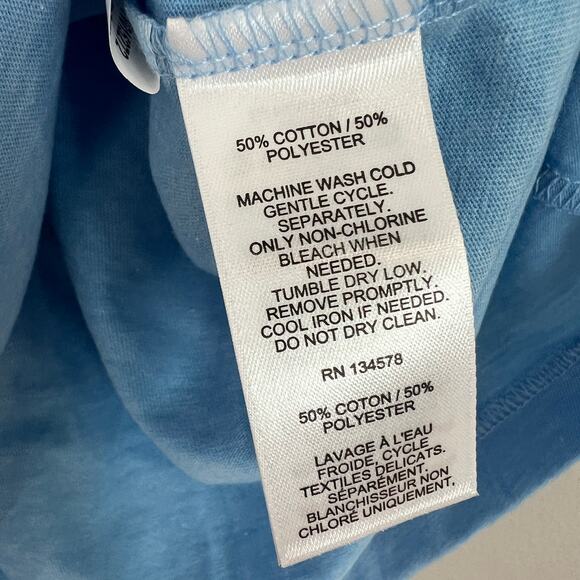 50% COTTON / 50%
POLYESTER
MACHINE WASH COLD
GENTLE CYCLE.
SEPARATELY.
ONLY NON-CHLORINE
BLEACH WHEN
NEEDED.
TUMBLE DRY LOW.
REMOVE PROMPTLY.
COOL IRON IF NEEDED.
DO NOT DRY CLEAN.
RN 134578
50% COTON / 50%
POLYESTER
LAVAGE À L'EAU
FROIDE, CYCLE
TEXTILES DÉLICATS.
SÉPARÉMENT.
BLANCHISSEUR NON
CHLORÉ UNIQUEMENT.